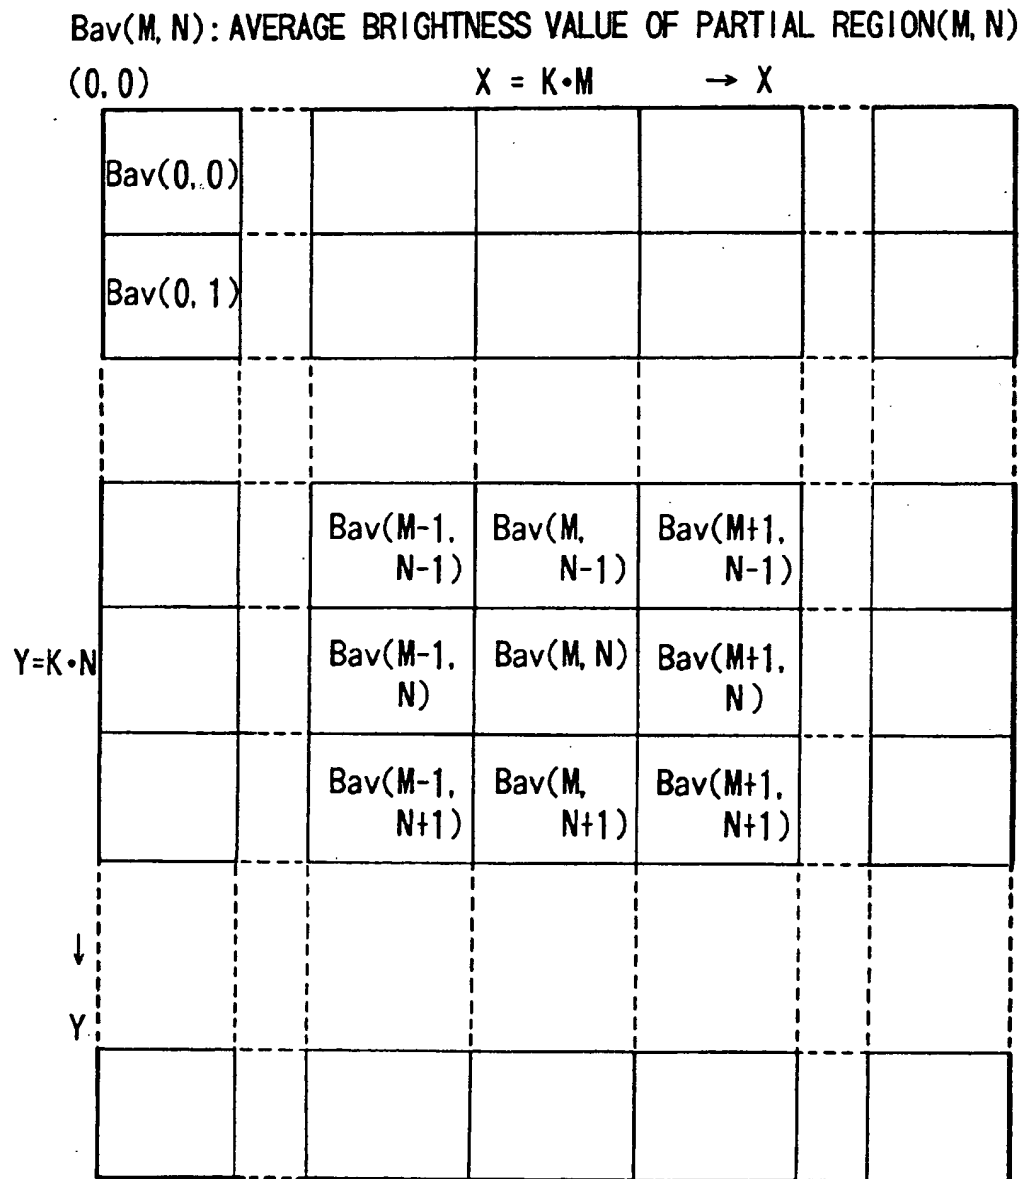 Bav(M, N): AVERAGE BRIGHTNESS VALUE OF PARTIAL REGION(M, N)
(0, 0) X = K•M → X
Bav(0, 0)
Bav(0, 1)
Bav(M-1, Bav(M, Bav(M+1,
N-1) N-1) N-1)
Y=K•N Bav(M-1, Bav(M, N) Bav(M+1,
N) N)
Bav(M-1, Bav(M, Bav(M+1,
N+1) N+1) N+1)
↓
Y